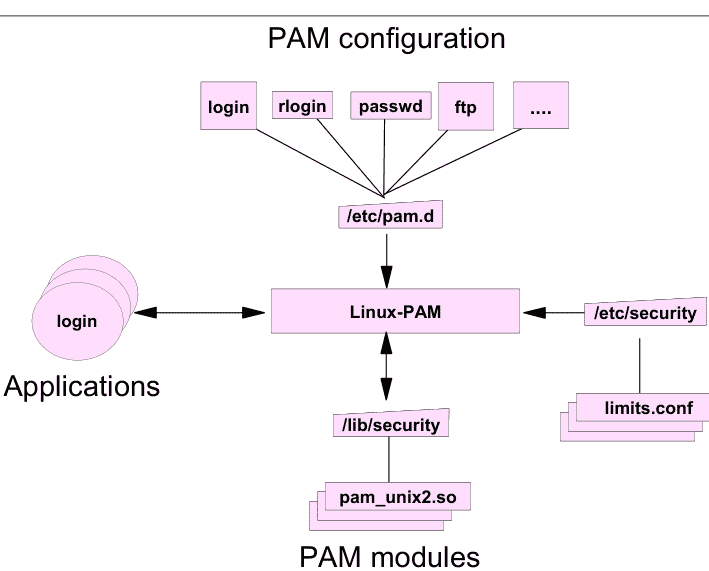 PAM configuration
login
rlogin
passwd
ftp
....
/etc/pam.d
login
Linux-PAM
/etc/security
Applications
/lib/security
limits.conf
pam_unix2.so
PAM modules